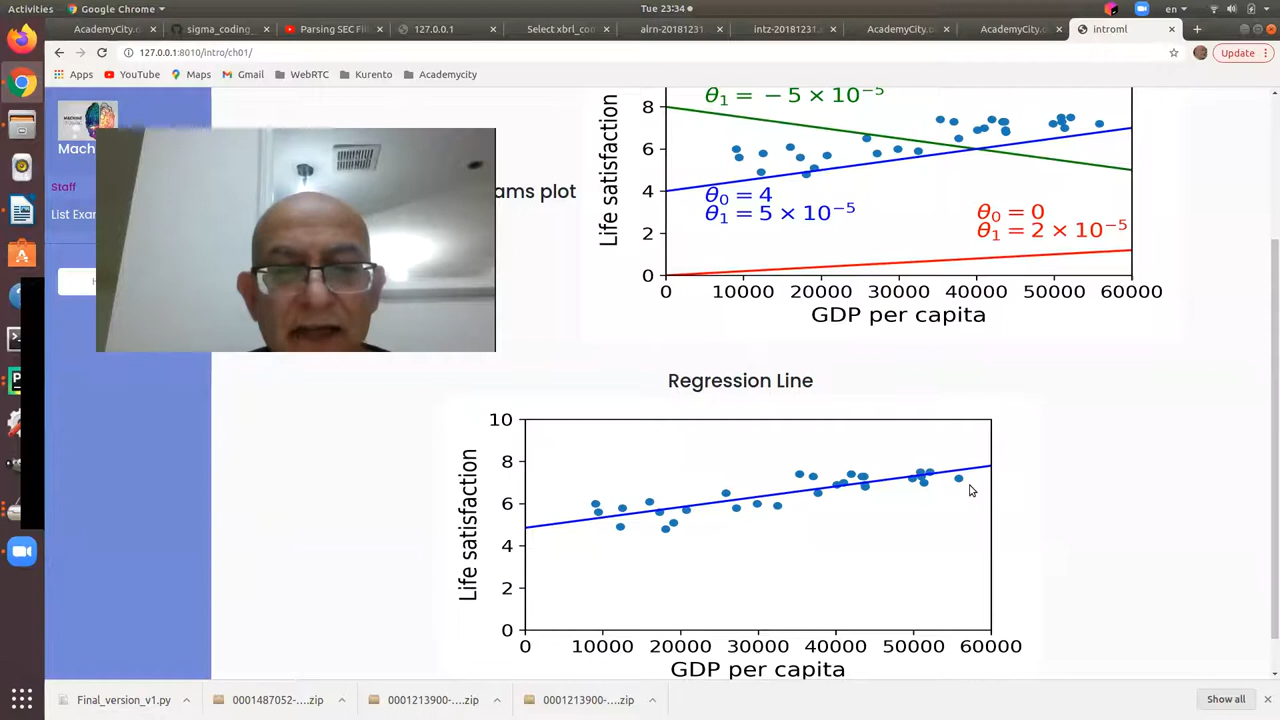 Activities Google Chrome Tue 23:34 en
AcademyCity.c sigma_coding_ Parsing SEC Fil 127.0.0.1 Select xbrl_co alrn-20181231 intz-20181231. AcademyCity.c AcademyCity.c introml
127.0.0.1:8010/intro/ch01/ Update
Apps YouTube Maps Gmail WebRTC Kurento Academycity
MACHINE
Mach
Staff
List Exam
ams plot
θ₁ = − 5 × 10⁻⁵
8
6
4
2
0
Life satisfaction
θ₀ = 4
θ₁ = 5 × 10⁻⁵
θ₀ = 0
θ₁ = 2 × 10⁻⁵
0 10000 20000 30000 40000 50000 60000
GDP per capita
Regression Line
10
8
6
4
2
0
Life satisfaction
0 10000 20000 30000 40000 50000 60000
GDP per capita
Final_version_v1.py 0001487052-....zip 0001213900-....zip 0001213900-....zip Show all